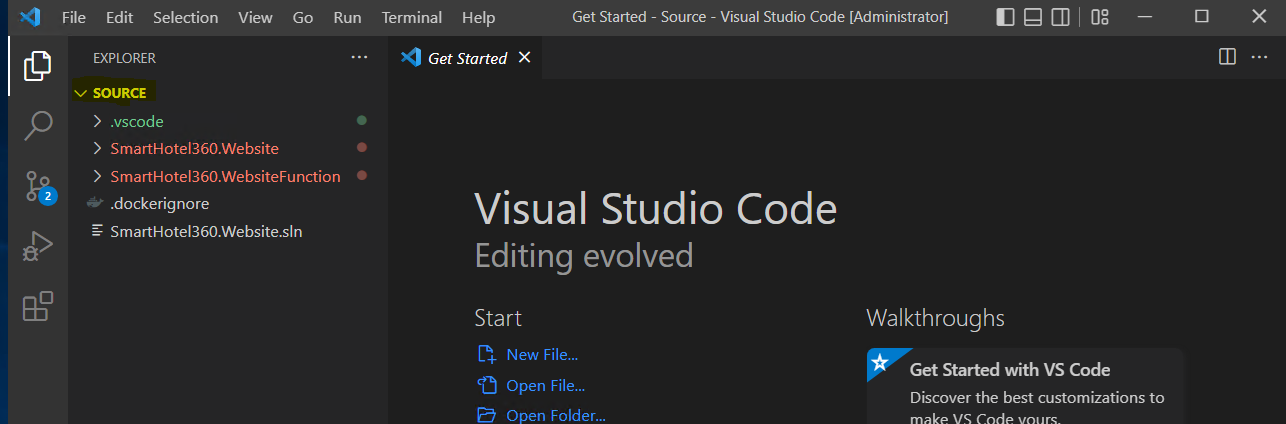 File Edit Selection View Go Run Terminal Help Get Started - Source - Visual Studio Code [Administrator]
EXPLORER
SOURCE
.vscode
SmartHotel360.Website
SmartHotel360.WebsiteFunction
.dockerignore
SmartHotel360.Website.sln
2
Get Started
Visual Studio Code
Editing evolved
Start
New File...
Open File...
Open Folder...
Walkthroughs
Get Started with VS Code
Discover the best customizations to
make VS Code yours.